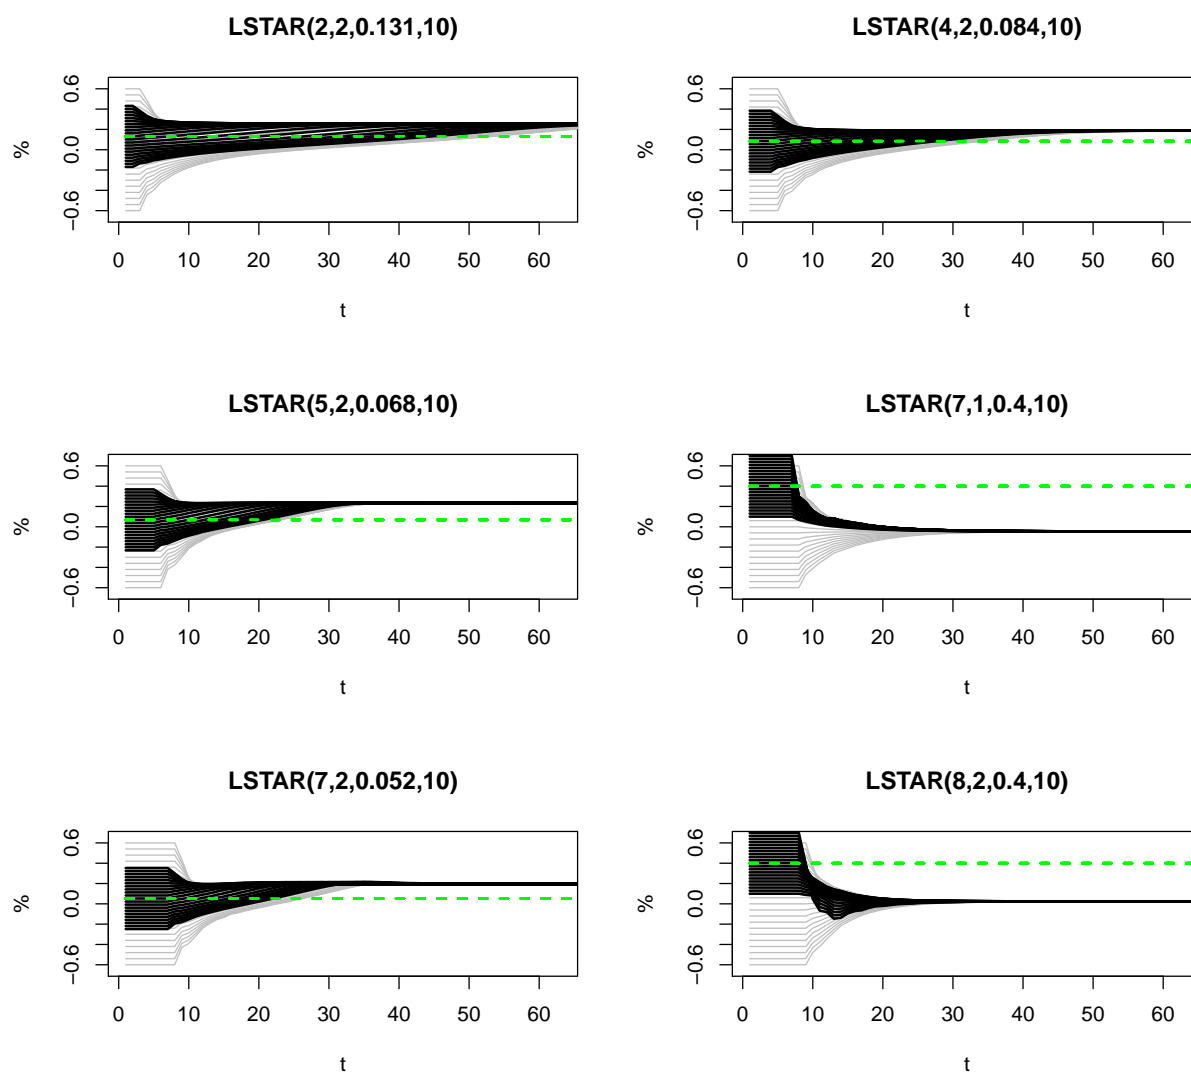 LSTAR(2,2,0.131,10)
%
−0.6 0.0 0.6
0 10 20 30 40 50 60
t
LSTAR(4,2,0.084,10)
%
−0.6 0.0 0.6
0 10 20 30 40 50 60
t
LSTAR(5,2,0.068,10)
%
−0.6 0.0 0.6
0 10 20 30 40 50 60
t
LSTAR(7,1,0.4,10)
%
−0.6 0.0 0.6
0 10 20 30 40 50 60
t
LSTAR(7,2,0.052,10)
%
−0.6 0.0 0.6
0 10 20 30 40 50 60
t
LSTAR(8,2,0.4,10)
%
−0.6 0.0 0.6
0 10 20 30 40 50 60
t